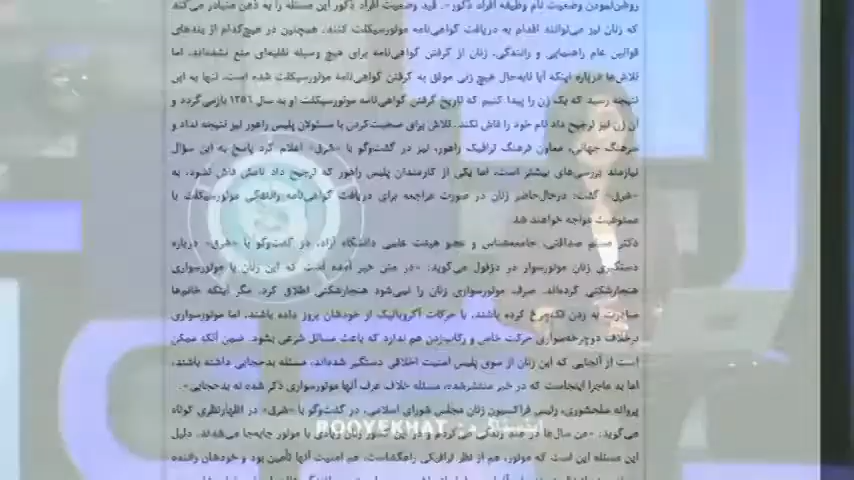 روشن‌نمودن وضعیت نام وظیفه افراد ذکور». قید وضعیت افراد ذکور این مسئله را به ذهن متبادر می‌کند
که زنان نیز می‌توانند اقدام به دریافت گواهی‌نامه موتورسیکلت کنند. همچنین در هیچ‌کدام از بندهای
قوانین عام راهنمایی و رانندگی، زنان از گرفتن گواهی‌نامه برای هیچ وسیله نقلیه‌ای منع نشده‌اند. اما
تلاش‌ها درباره اینکه آیا تابه‌حال هیچ زنی موفق به گرفتن گواهی‌نامه موتورسیکلت شده است، تنها به این
نتیجه رسید که یک زن را پیدا کنیم که تاریخ گرفتن گواهی‌نامه موتورسیکلت او به سال ۱۳۵۶ بازمی‌گردد و
آن زن نیز ترجیح داد نام خود را فاش نکند. تلاش برای صحبت‌کردن با مسئولان پلیس راهور نیز نتیجه نداد و
سرهنگ جهانی، معاون فرهنگ ترافیک راهور، نیز در گفت‌وگو با «شرق» اعلام کرد پاسخ به این سؤال
نیازمند بررسی‌های بیشتر است، اما یکی از کارمندان پلیس راهور که ترجیح داد نامش فاش نشود، به
«شرق» گفت: درحال‌حاضر زنان در صورت مراجعه برای دریافت گواهی‌نامه رانندگی موتورسیکلت با
ممنوعیت مواجه خواهند شد.
دکتر صداقتی، جامعه‌شناس و عضو هیئت علمی دانشگاه آزاد، در گفت‌وگو با «شرق» درباره
دستگیری زنان موتورسوار در دزفول می‌گوید: «در متن خبر آمده است که این زنان با موتورسواری
هنجارشکنی کرده‌اند. صرف موتورسواری زنان را نمی‌شود هنجارشکنی اطلاق کرد. مگر اینکه خانم‌ها
مبادرت به زدن تک‌چرخ کرده باشند، یا حرکات آکروباتیک از خودشان بروز داده باشند، اما موتورسواری
برخلاف دوچرخه‌سواری حرکت خاص و رکاب‌زدن هم ندارد که باعث مسائل شرعی بشود. ضمن آنکه ممکن
است از آنجایی که این زنان از سوی پلیس امنیت اخلاقی دستگیر شده‌اند، مسئله بدحجابی داشته باشند،
اما به ماجرا اینجاست که در خبر منتشرشده، مسئله خلاف عرف آنها موتورسواری ذکر شده نه بدحجابی».
پروانه سلحشوری، رئیس فراکسیون زنان مجلس شورای اسلامی، در گفت‌وگو با «شرق» در اظهارنظری کوتاه
می‌گوید: «من سال‌ها در هند زندگی می‌کردم و در این کشور زنان زیادی با موتور جابه‌جا می‌شدند. دلیل
این مسئله این است که موتور، هم از نظر ترافیکی راهگشاست، هم امنیت آنها تأمین بود و خودشان راننده
اینستاگرم: ROOYEKHAT